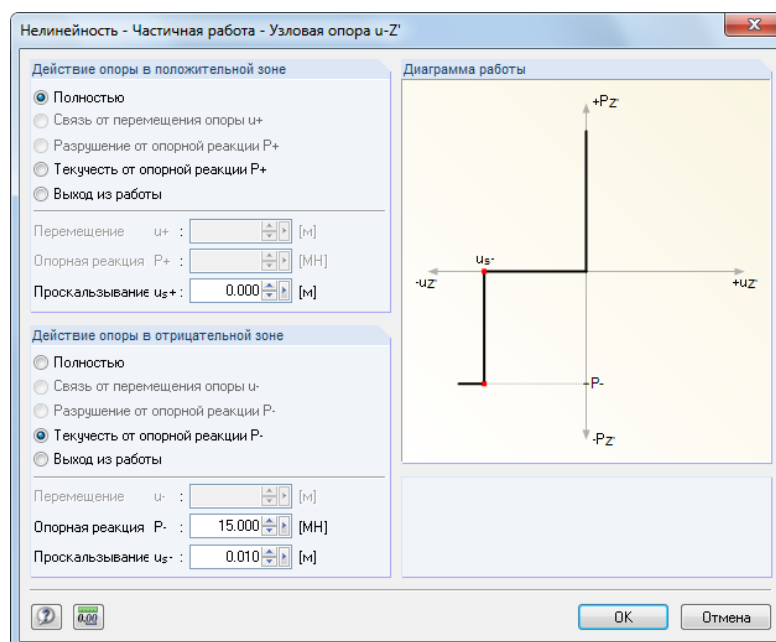 Нелинейность - Частичная работа - Узловая опора u-Z'
Действие опоры в положительной зоне
Полностью
Связь от перемещения опоры u+
Разрушение от опорной реакции P+
Текучесть от опорной реакции P+
Выход из работы
Перемещение u+ : [м]
Опорная реакция P+ : [МН]
Проскальзывание us+ : 0.000 [м]
Действие опоры в отрицательной зоне
Полностью
Связь от перемещения опоры u-
Разрушение от опорной реакции P-
Текучесть от опорной реакции P-
Выход из работы
Перемещение u- : [м]
Опорная реакция P- : 15.000 [МН]
Проскальзывание us- : 0.010 [м]
Диаграмма работы
+PZ'
us-
-uZ'
+uZ'
P-
-PZ'
0.00
OK
Отмена